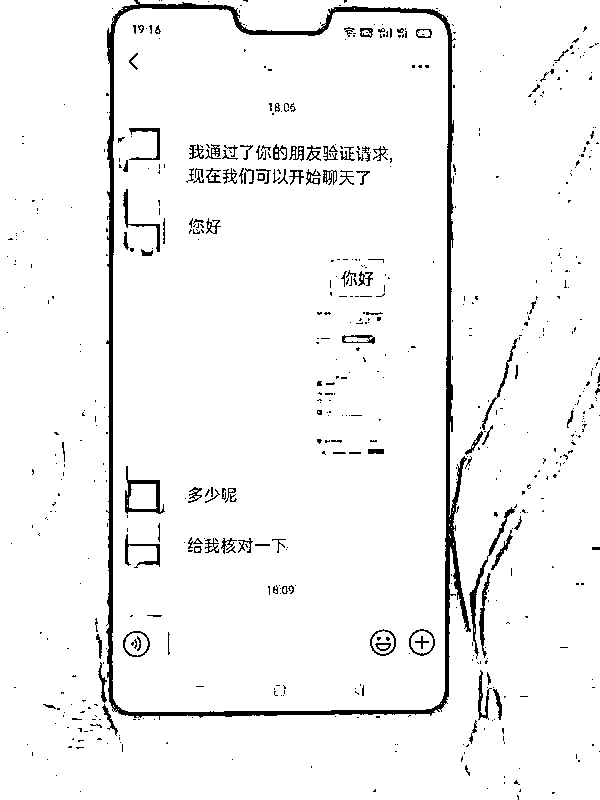 19:16
18:06
我通过了你的朋友验证请求，
现在我们可以开始聊天了
您好
你好
多少呢
给我核对一下
18:09